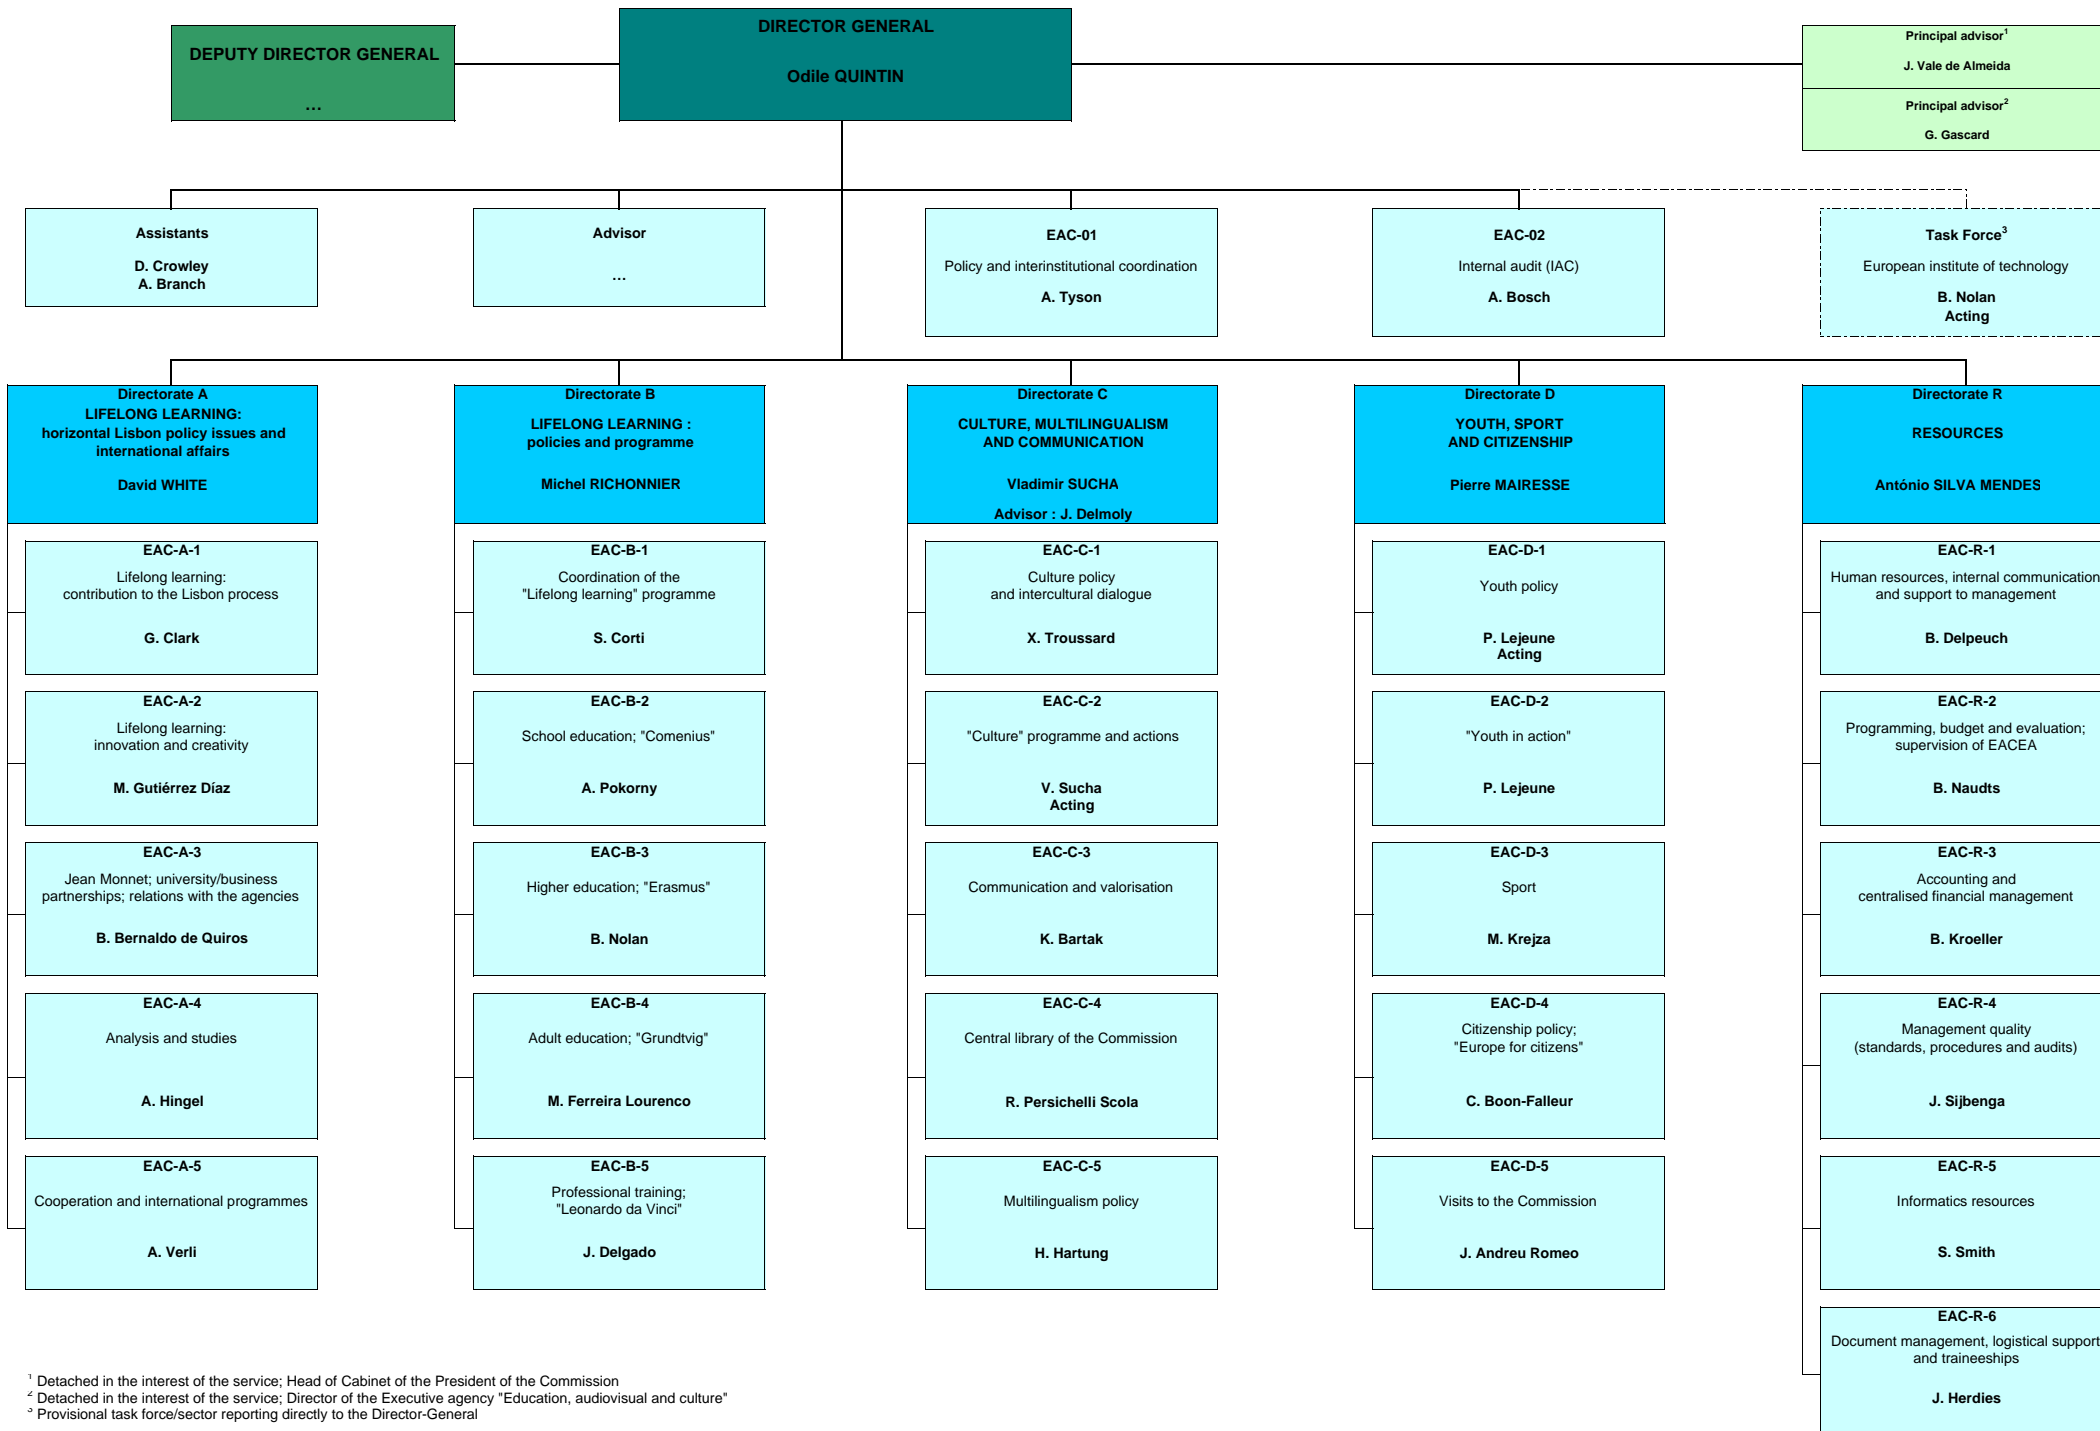 DEPUTY DIRECTOR GENERAL
…
DIRECTOR GENERAL
Odile QUINTIN
Principal advisor¹
J. Vale de Almeida
Principal advisor²
G. Gascard
Assistants
D. Crowley
A. Branch
Advisor
…
EAC-01
Policy and interinstitutional coordination
A. Tyson
EAC-02
Internal audit (IAC)
A. Bosch
Task Force³
European institute of technology
B. Nolan
Acting
Directorate A
LIFELONG LEARNING:
horizontal Lisbon policy issues and
international affairs
David WHITE
EAC-A-1
Lifelong learning:
contribution to the Lisbon process
G. Clark
EAC-A-2
Lifelong learning:
innovation and creativity
M. Gutiérrez Díaz
EAC-A-3
Jean Monnet; university/business
partnerships; relations with the agencies
B. Bernaldo de Quiros
EAC-A-4
Analysis and studies
A. Hingel
EAC-A-5
Cooperation and international programmes
A. Verli
Directorate B
LIFELONG LEARNING :
policies and programme
Michel RICHONNIER
EAC-B-1
Coordination of the
"Lifelong learning" programme
S. Corti
EAC-B-2
School education; "Comenius"
A. Pokorny
EAC-B-3
Higher education; "Erasmus"
B. Nolan
EAC-B-4
Adult education; "Grundtvig"
M. Ferreira Lourenco
EAC-B-5
Professional training;
"Leonardo da Vinci"
J. Delgado
Directorate C
CULTURE, MULTILINGUALISM
AND COMMUNICATION
Vladimir SUCHA
Advisor : J. Delmoly
EAC-C-1
Culture policy
and intercultural dialogue
X. Troussard
EAC-C-2
"Culture" programme and actions
V. Sucha
Acting
EAC-C-3
Communication and valorisation
K. Bartak
EAC-C-4
Central library of the Commission
R. Persichelli Scola
EAC-C-5
Multilingualism policy
H. Hartung
Directorate D
YOUTH, SPORT
AND CITIZENSHIP
Pierre MAIRESSE
EAC-D-1
Youth policy
P. Lejeune
Acting
EAC-D-2
"Youth in action"
P. Lejeune
EAC-D-3
Sport
M. Krejza
EAC-D-4
Citizenship policy;
"Europe for citizens"
C. Boon-Falleur
EAC-D-5
Visits to the Commission
J. Andreu Romeo
Directorate R
RESOURCES
António SILVA MENDES
EAC-R-1
Human resources, internal communication
and support to management
B. Delpeuch
EAC-R-2
Programming, budget and evaluation;
supervision of EACEA
B. Naudts
EAC-R-3
Accounting and
centralised financial management
B. Kroeller
EAC-R-4
Management quality
(standards, procedures and audits)
J. Sijbenga
EAC-R-5
Informatics resources
S. Smith
EAC-R-6
Document management, logistical support
and traineeships
J. Herdies
¹ Detached in the interest of the service; Head of Cabinet of the President of the Commission
² Detached in the interest of the service; Director of the Executive agency "Education, audiovisual and culture"
³ Provisional task force/sector reporting directly to the Director-General